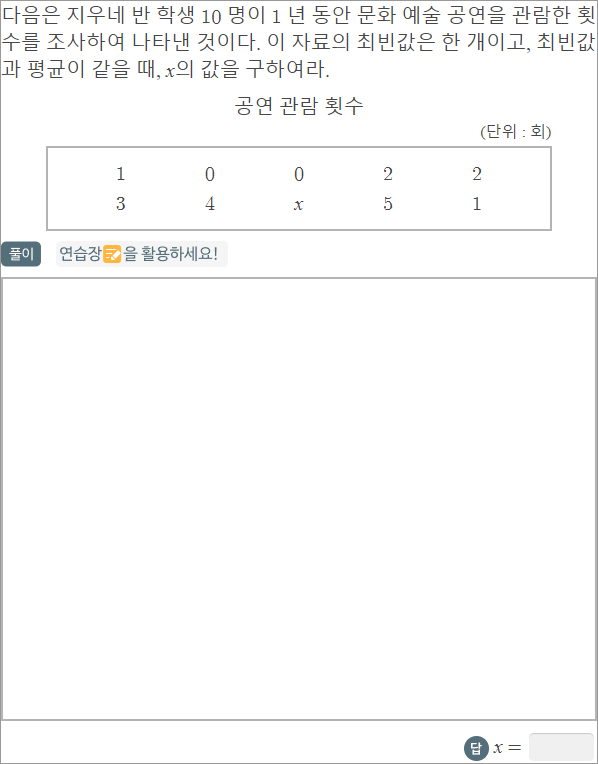 다음은 지우네 반 학생 10 명이 1 년 동안 문화 예술 공연을 관람한 횟
수를 조사하여 나타낸 것이다. 이 자료의 최빈값은 한 개이고, 최빈값
과 평균이 같을 때, x의 값을 구하여라.
공연 관람 횟수
(단위 : 회)
1 0 0 2 2
3 4 x 5 1
풀이 연습장을 활용하세요!
답 x =